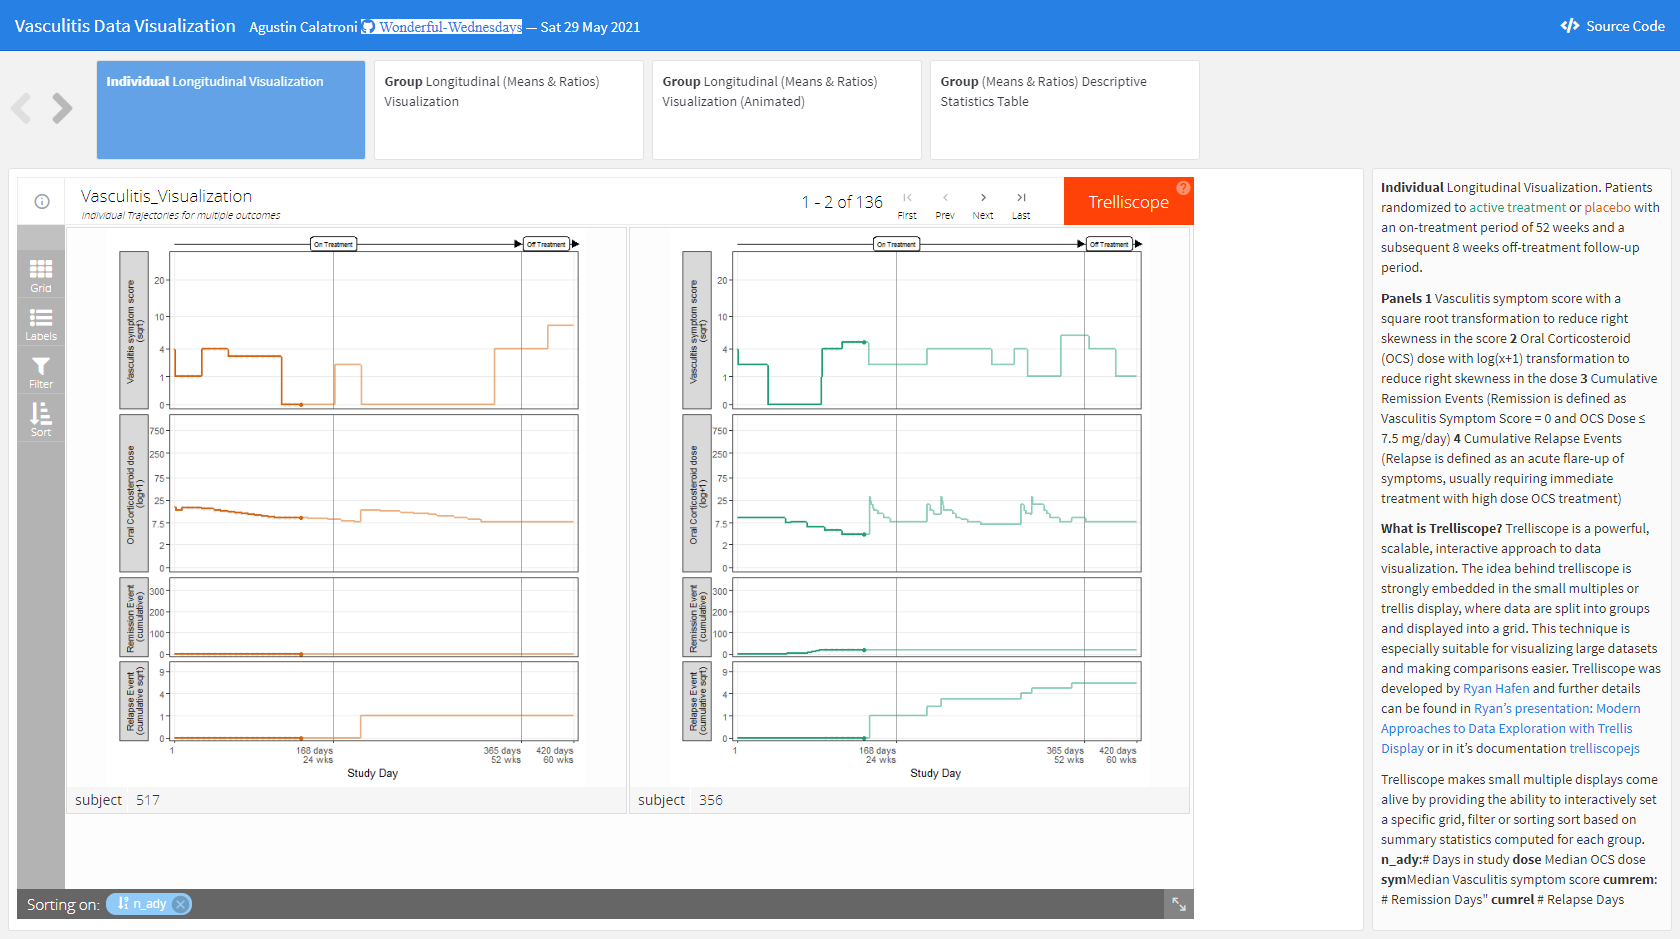 Vasculitis Data Visualization Agustin Calatroni Wonderful-Wednesdays — Sat 29 May 2021
Source Code
Individual Longitudinal Visualization
Group Longitudinal (Means & Ratios)
Visualization
Group Longitudinal (Means & Ratios)
Visualization (Animated)
Group (Means & Ratios) Descriptive
Statistics Table
Vasculitis_Visualization
Individual Trajectories for multiple outcomes
1 - 2 of 136
First Prev Next Last
Trelliscope
?
Grid
Labels
Filter
Sort
On Treatment Off Treatment
Vasculitis symptom score
(sqrt)
20
10
4
1
0
Oral Corticosteroid dose
(log+1)
750
250
75
25
7.5
2
0
Remission Event
(cumulative)
300
200
100
0
Relapse Event
(cumulative sqrt)
9
4
1
0
1 168 days 365 days 420 days
24 wks 52 wks 60 wks
Study Day
subject 517
On Treatment Off Treatment
Vasculitis symptom score
(sqrt)
20
10
4
1
0
Oral Corticosteroid dose
(log+1)
750
250
75
25
7.5
2
0
Remission Event
(cumulative)
300
200
100
0
Relapse Event
(cumulative sqrt)
9
4
1
0
1 168 days 365 days 420 days
24 wks 52 wks 60 wks
Study Day
subject 356
Sorting on: n_ady
Individual Longitudinal Visualization. Patients
randomized to active treatment or placebo with
an on-treatment period of 52 weeks and a
subsequent 8 weeks off-treatment follow-up
period.
Panels 1 Vasculitis symptom score with a
square root transformation to reduce right
skewness in the score 2 Oral Corticosteroid
(OCS) dose with log(x+1) transformation to
reduce right skewness in the dose 3 Cumulative
Remission Events (Remission is defined as
Vasculitis Symptom Score = 0 and OCS Dose ≤
7.5 mg/day) 4 Cumulative Relapse Events
(Relapse is defined as an acute flare-up of
symptoms, usually requiring immediate
treatment with high dose OCS treatment)
What is Trelliscope? Trelliscope is a powerful,
scalable, interactive approach to data
visualization. The idea behind trelliscope is
strongly embedded in the small multiples or
trellis display, where data are split into groups
and displayed into a grid. This technique is
especially suitable for visualizing large datasets
and making comparisons easier. Trelliscope was
developed by Ryan Hafen and further details
can be found in Ryan's presentation: Modern
Approaches to Data Exploration with Trellis
Display or in it's documentation trelliscopejs
Trelliscope makes small multiple displays come
alive by providing the ability to interactively set
a specific grid, filter or sorting sort based on
summary statistics computed for each group.
n_ady:# Days in study dose Median OCS dose
symMedian Vasculitis symptom score cumrem:
# Remission Days" cumrel # Relapse Days